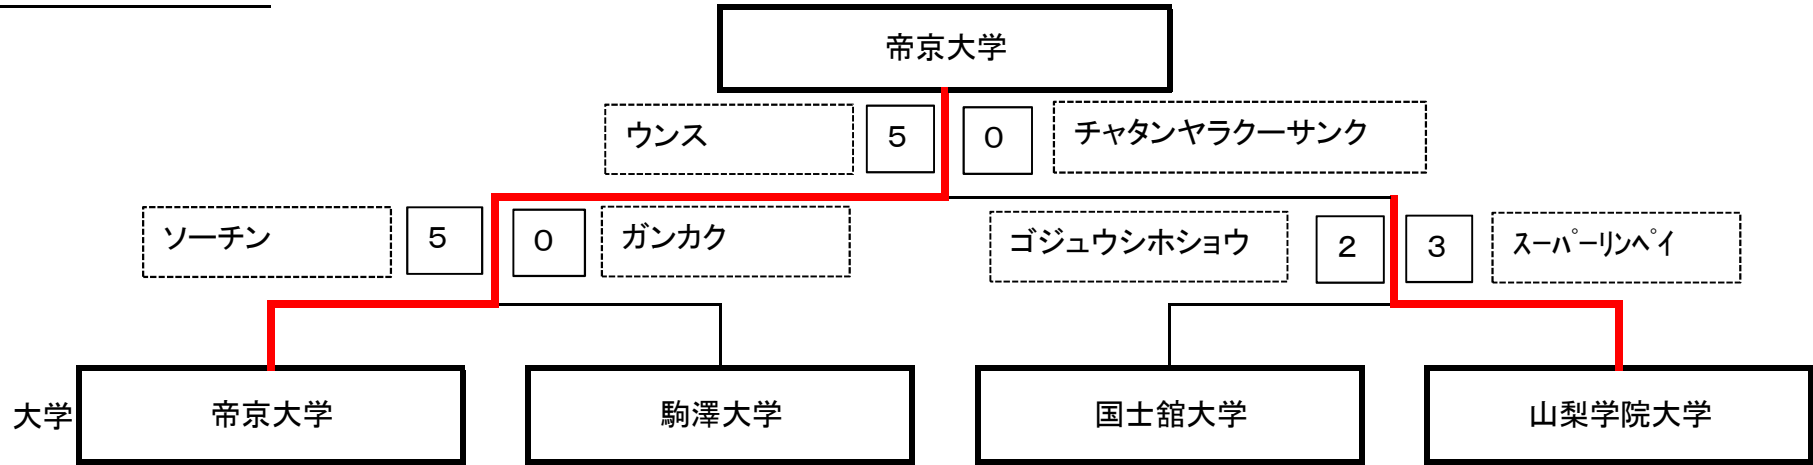 帝京大学
ウンス ５ ０ チャタンヤラクーサンク
ソーチン ５ ０ ガンカク ゴジュウシホショウ ２ ３ スーパーリンペイ
大学 帝京大学 駒澤大学 国士舘大学 山梨学院大学